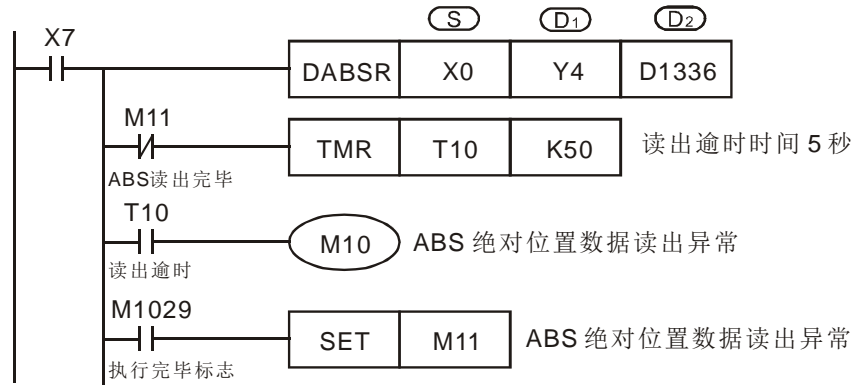 S D1 D2
X7
DABSR X0 Y4 D1336
M11
TMR T10 K50 读出逾时时间 5 秒
ABS读出完毕
T10
M10 ABS 绝对位置数据读出异常
读出逾时
M1029
SET M11 ABS 绝对位置数据读出异常
执行完毕标志